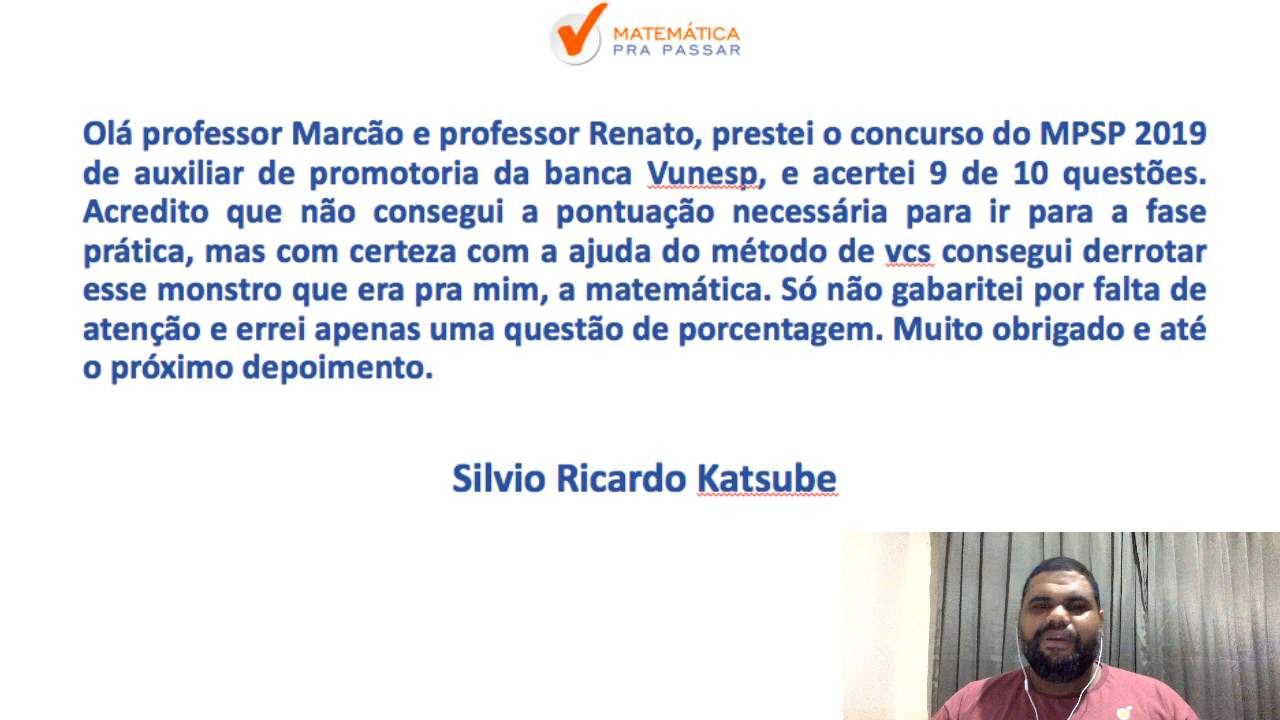 MATEMÁTICA
PRA PASSAR
Olá professor Marcão e professor Renato, prestei o concurso do MPSP 2019
de auxiliar de promotoria da banca Vunesp, e acertei 9 de 10 questões.
Acredito que não consegui a pontuação necessária para ir para a fase
prática, mas com certeza com a ajuda do método de vcs consegui derrotar
esse monstro que era pra mim, a matemática. Só não gabaritei por falta de
atenção e errei apenas uma questão de porcentagem. Muito obrigado e até
o próximo depoimento.
Silvio Ricardo Katsube